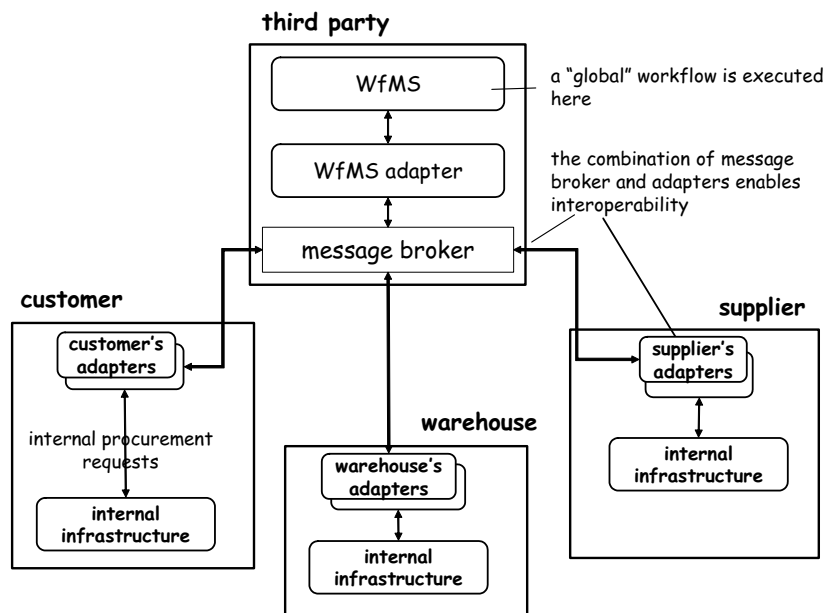 third party
WfMS
a “global” workflow is executed
here
WfMS adapter
the combination of message
broker and adapters enables
interoperability
message broker
customer
supplier
customer’s
adapters
supplier’s
adapters
internal procurement
requests
warehouse
warehouse’s
adapters
internal
infrastructure
internal
infrastructure
internal
infrastructure